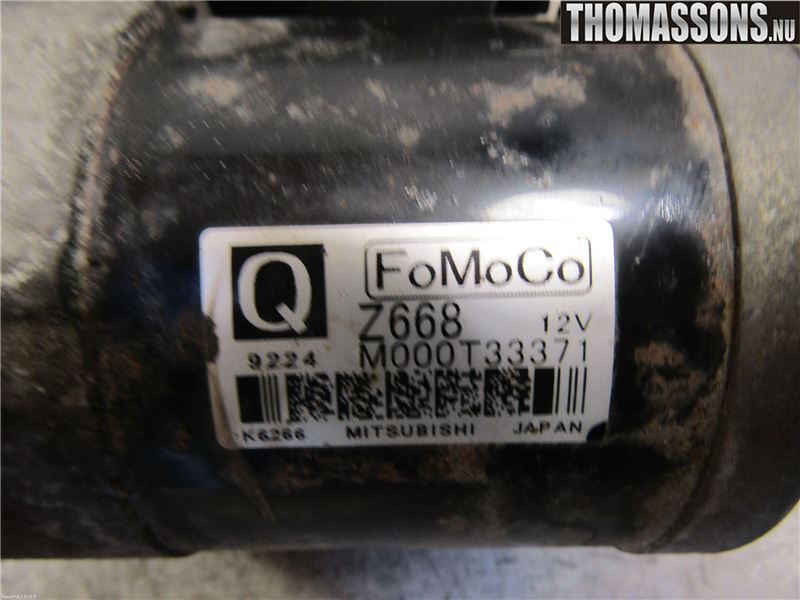 THOMASSONS.NU
Q FoMoCo
Z668 12V
9224 M000T33371
K6266 MITSUBISHI JAPAN